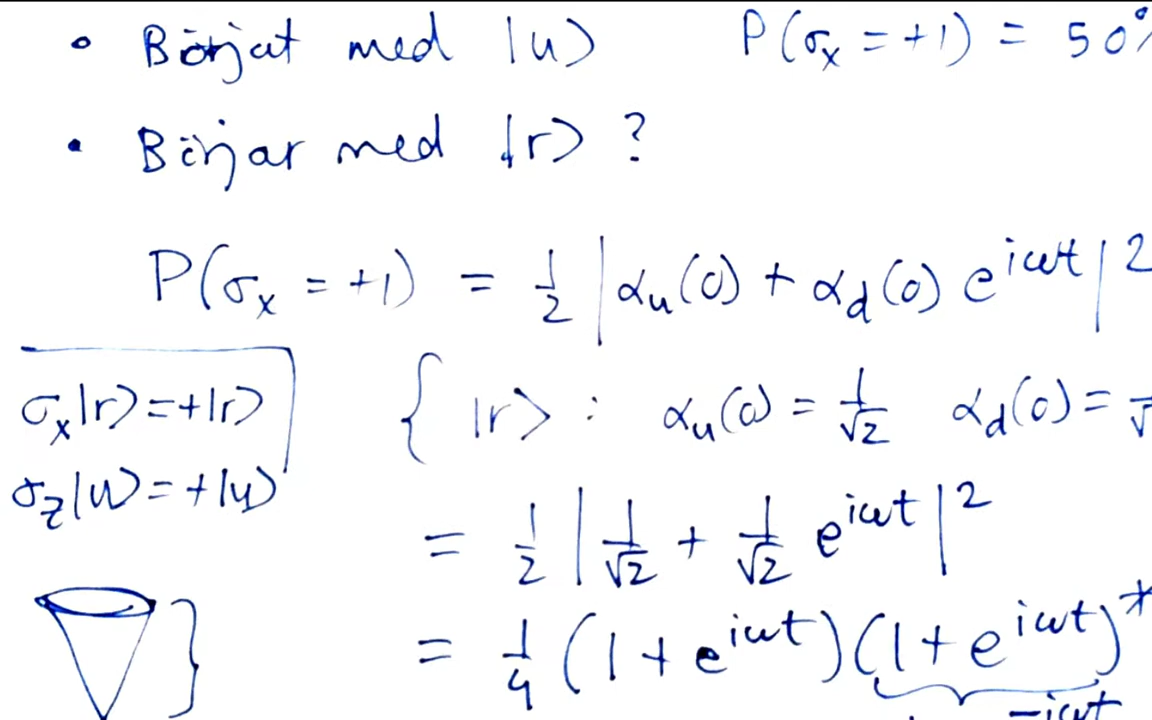 • Börjat med |u⟩ P(σx = +1) = 50%
• Börjar med |r⟩ ?
P(σx = +1) = 1/2 |αu(0) + αd(0) e^{iωt}|²
σx|r⟩=+|r⟩
{ |r⟩ : αu(0) = 1/√2 αd(0) = √
σz|u⟩=+|u⟩
= 1/2 | 1/√2 + 1/√2 e^{iωt} |²
= 1/4 (1 + e^{iωt})(1 + e^{iωt})*
-iωt